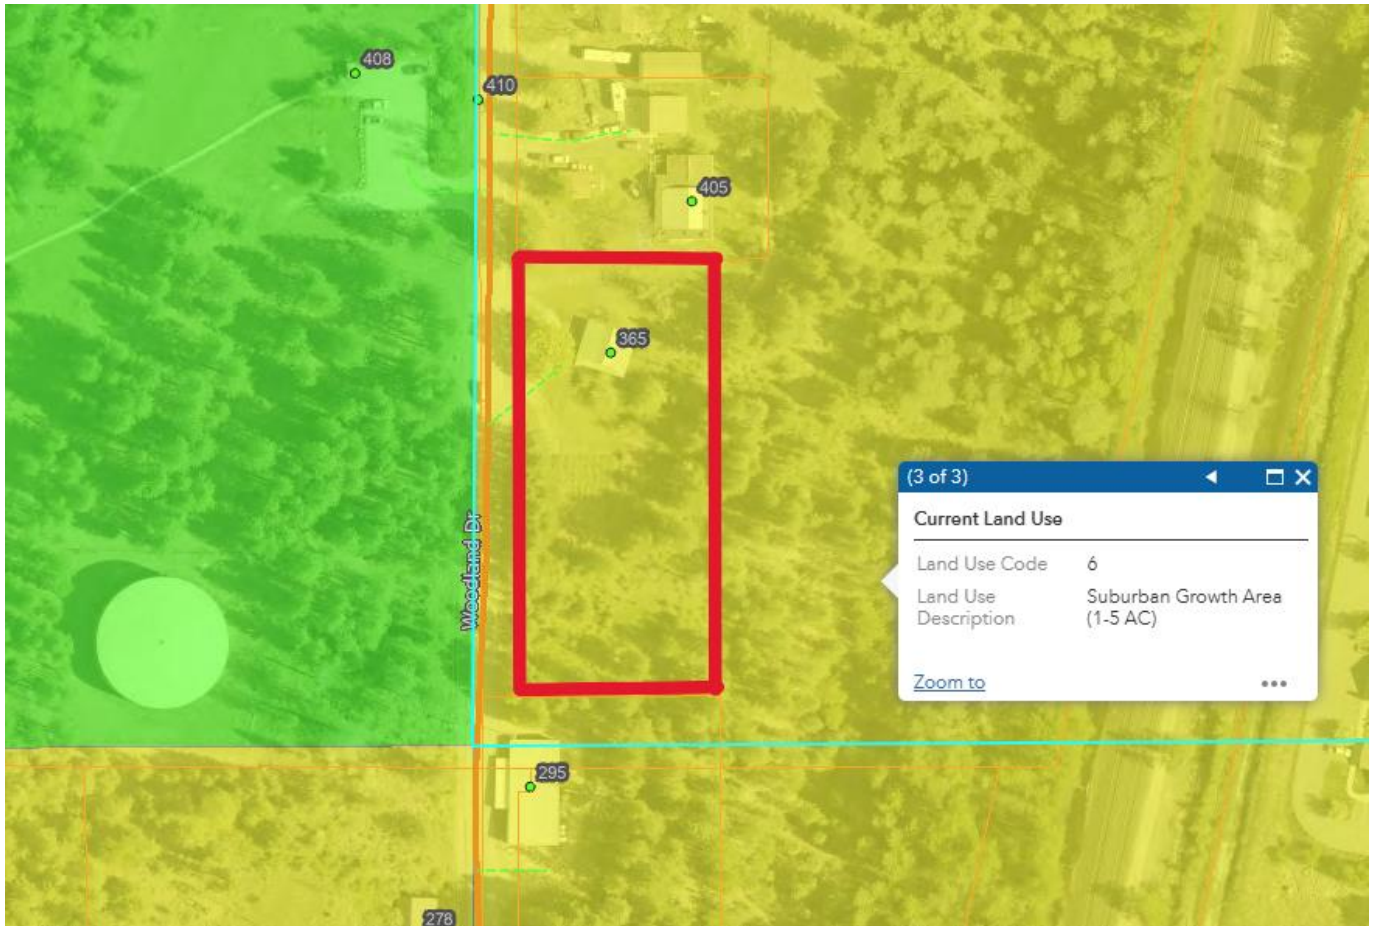 408
410
405
365
(3 of 3)
Current Land Use
Land Use Code 6
Land Use Description Suburban Growth Area (1-5 AC)
Zoom to
Woodland Dr
295
278